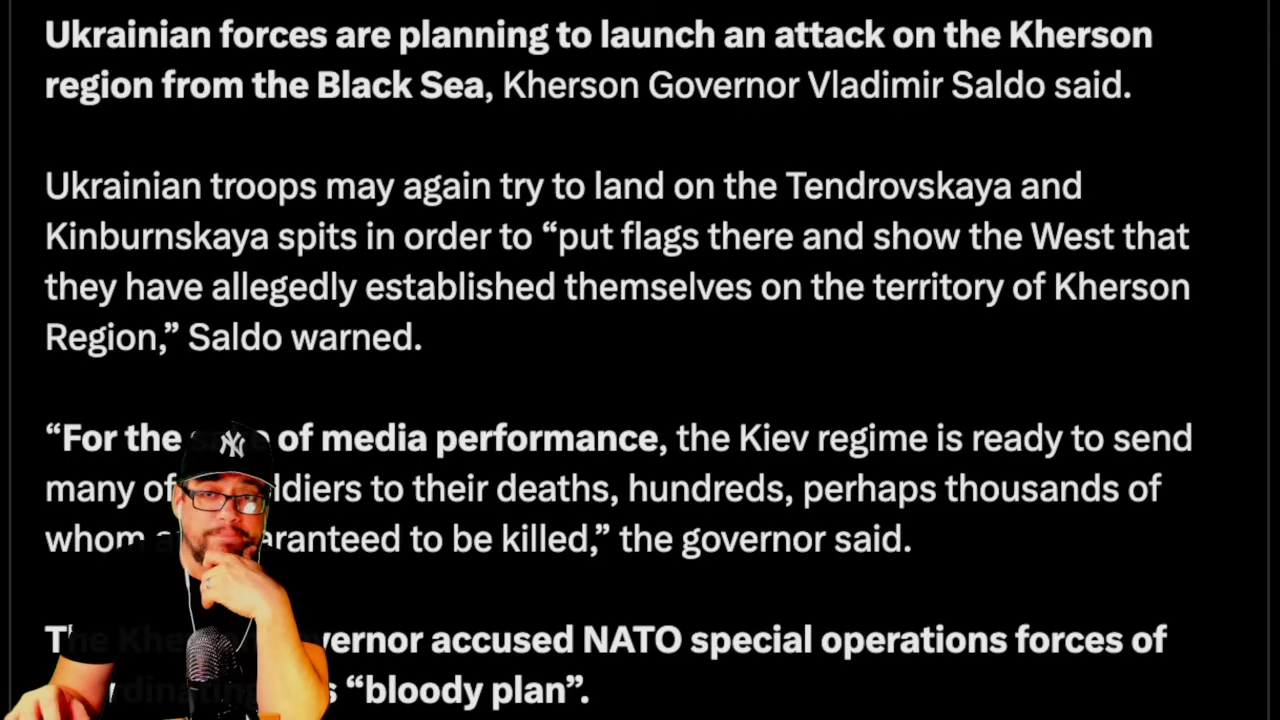 Ukrainian forces are planning to launch an attack on the Kherson
region from the Black Sea, Kherson Governor Vladimir Saldo said.
Ukrainian troops may again try to land on the Tendrovskaya and
Kinburnskaya spits in order to “put flags there and show the West that
they have allegedly established themselves on the territory of Kherson
Region,” Saldo warned.
“For the of media performance, the Kiev regime is ready to send
many of to their deaths, hundreds, perhaps thousands of
whom to be killed,” the governor said.
NY
The accused NATO special operations forces of
“bloody plan”.